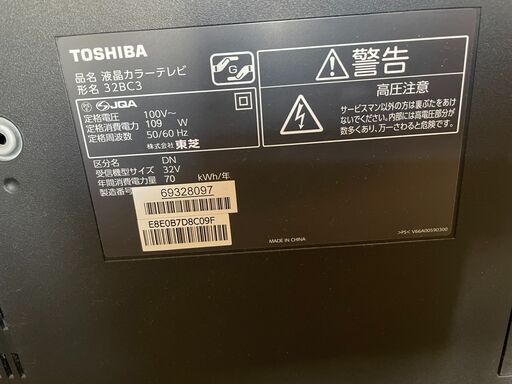 TOSHIBA
品名 液晶カラーテレビ
形名 32BC3
G
JQA
定格電圧 100V～
定格消費電力 109 W
定格周波数 50/60 Hz
株式会社 東芝
区分名 DN
受信機型サイズ 32V
年間消費電力量 70 kWh/年
製造番号 69328097
E8E0B7D8C09F
MADE IN CHINA
警告
高圧注意
サービスマン以外の方は裏ぶたをあけ
ないでください。内部には高電圧部分が
数多くあり、万一さわると危険です。
>PS< V66A00590300